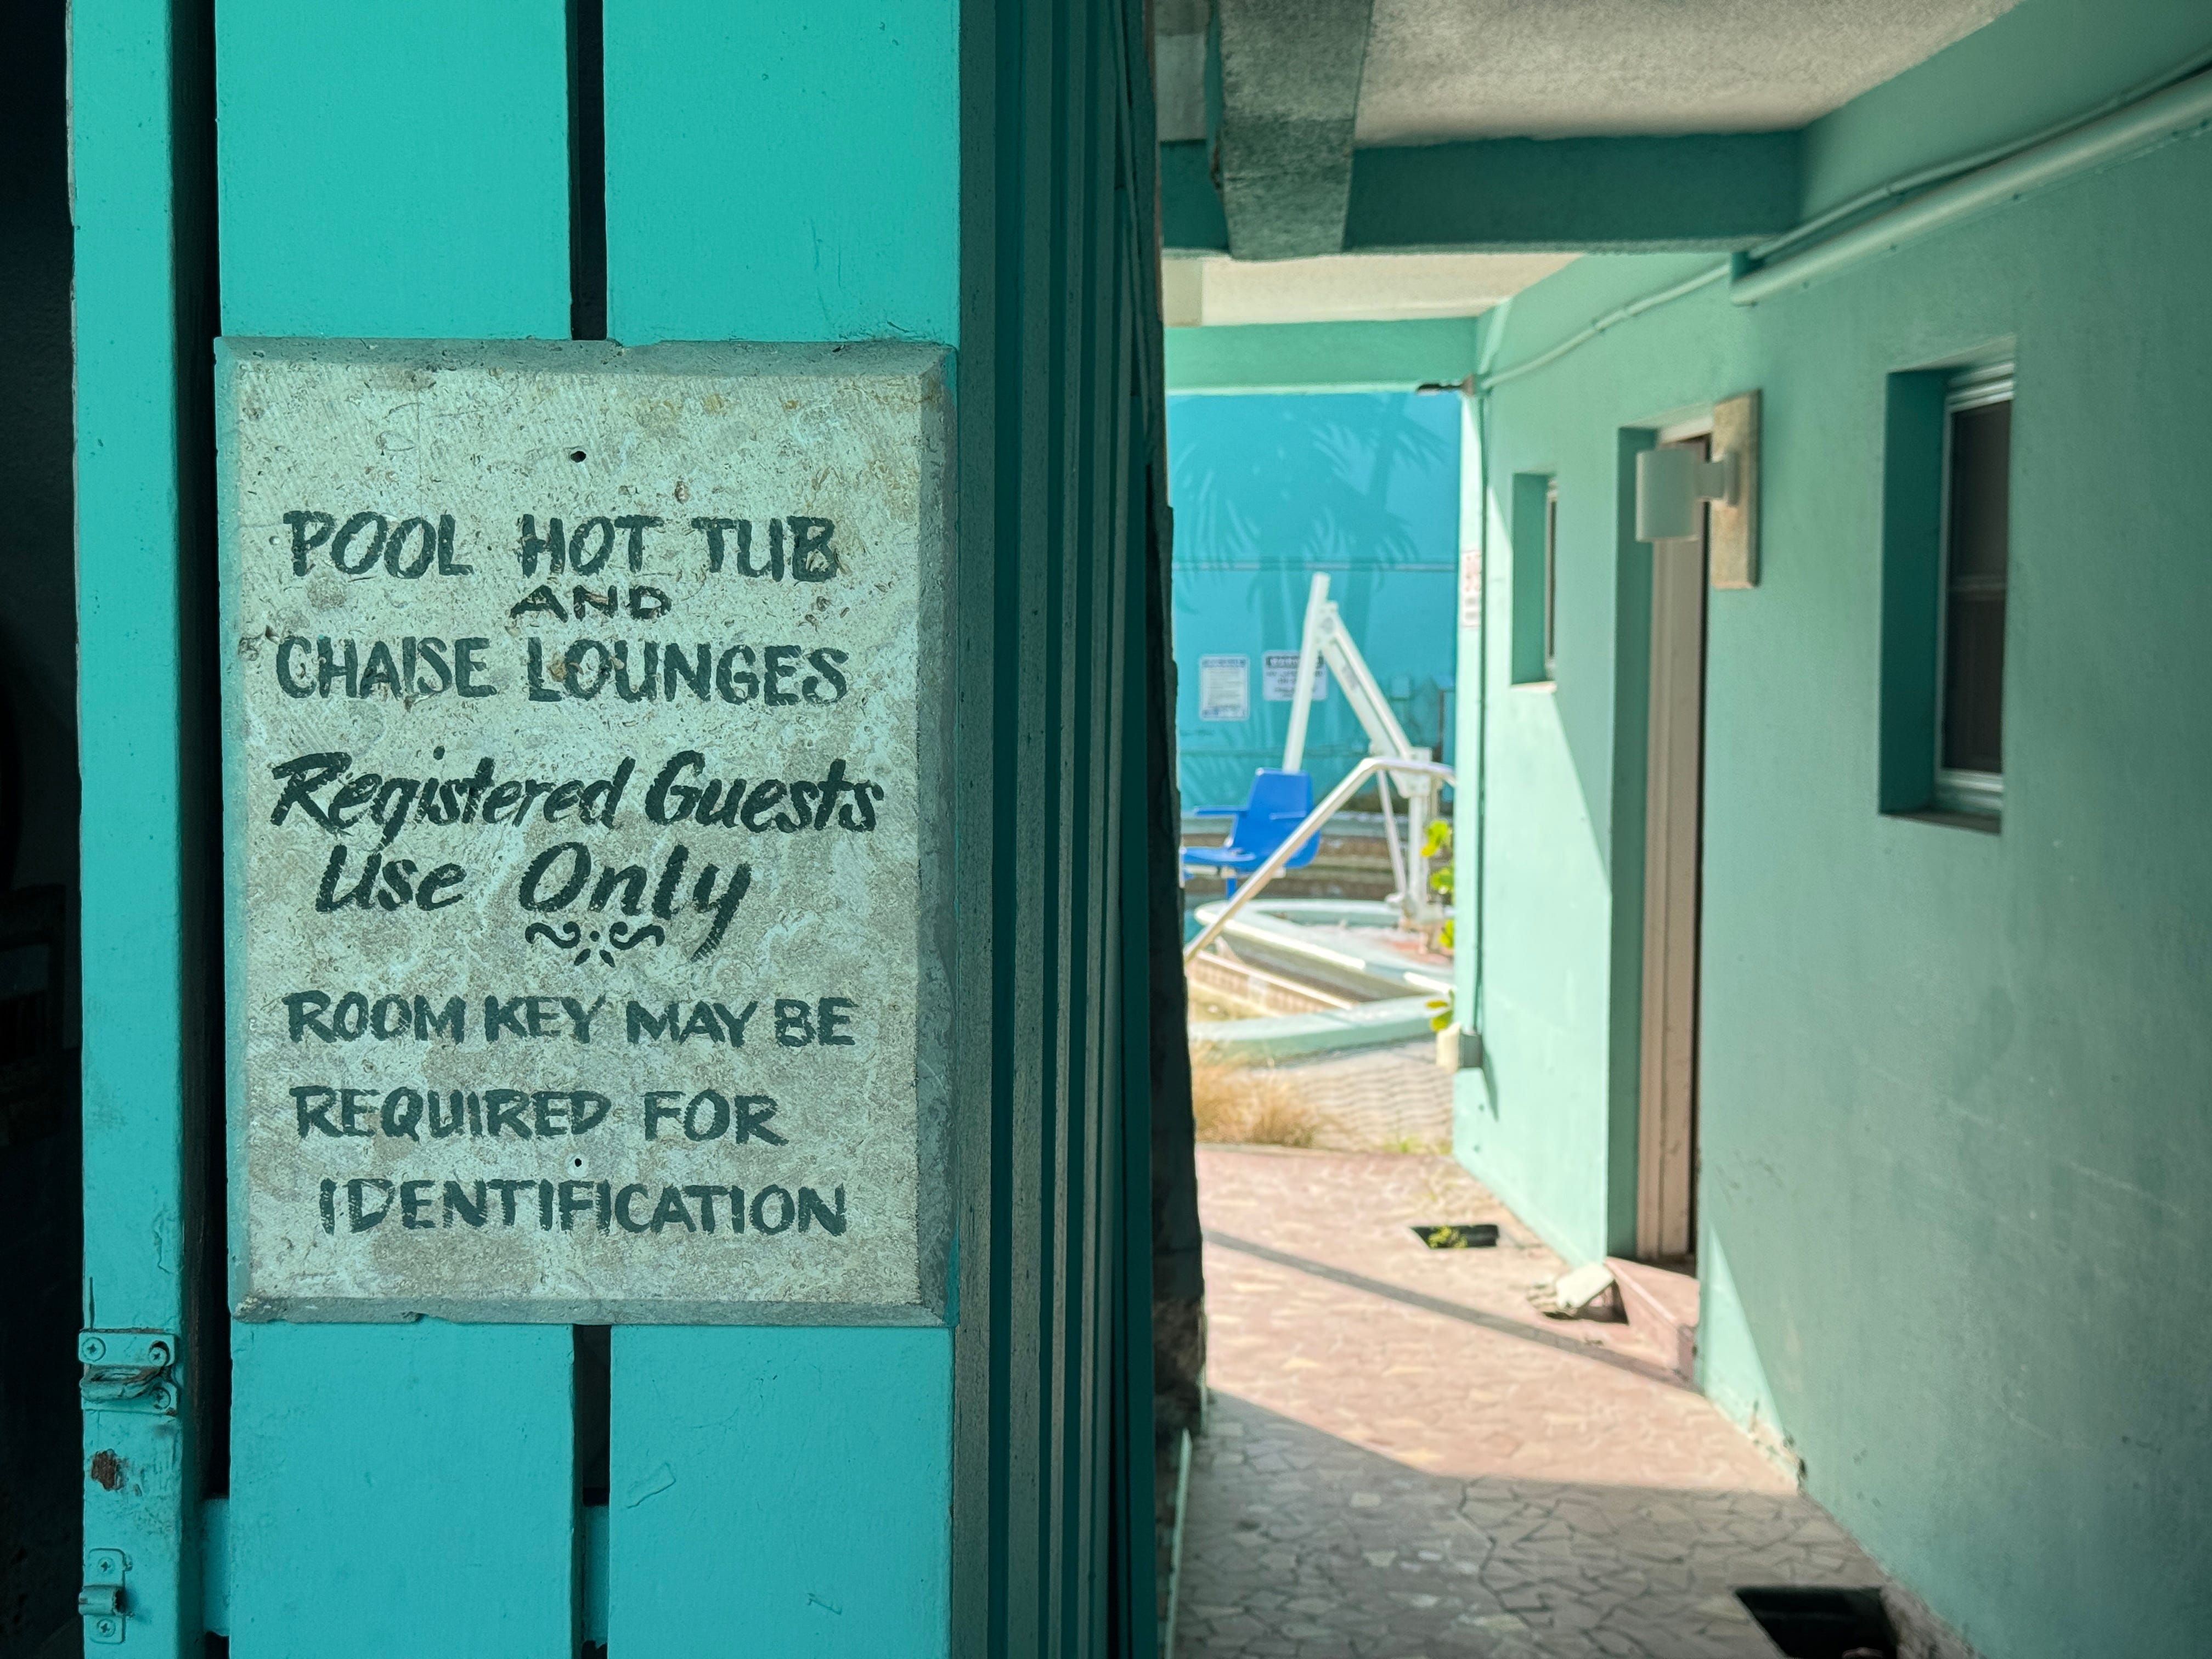 POOL HOT TUB
AND
CHAISE LOUNGES
Registered Guests
Use Only
ROOM KEY MAY BE
REQUIRED FOR
IDENTIFICATION